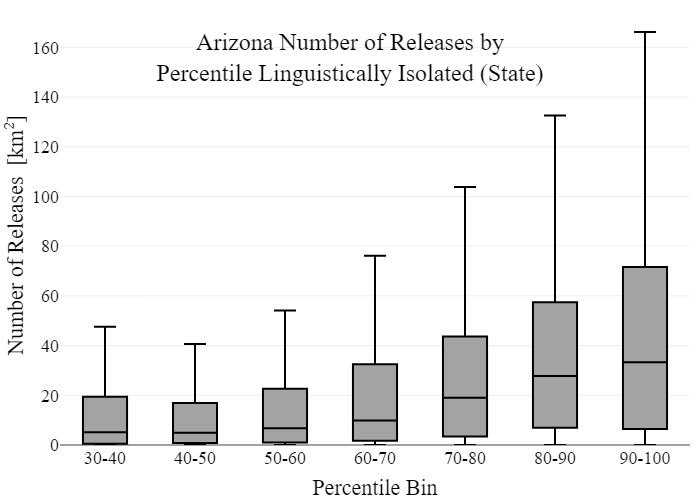 Arizona Number of Releases by
Percentile Linguistically Isolated (State)
Number of Releases [km²]
160
140
120
100
80
60
40
20
0
30-40 40-50 50-60 60-70 70-80 80-90 90-100
Percentile Bin